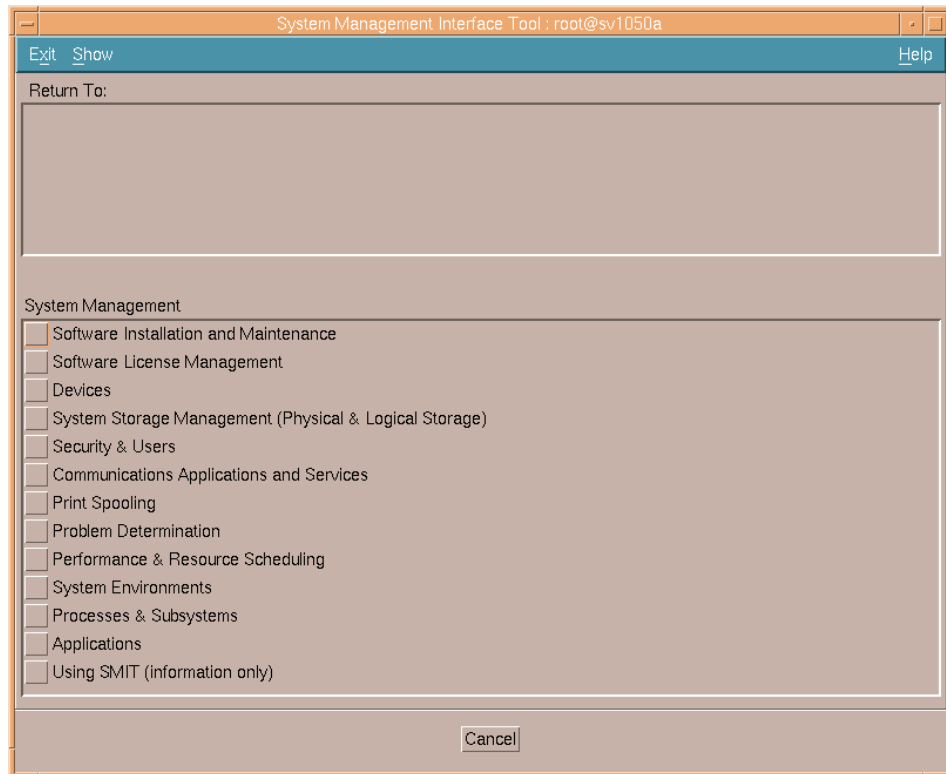 System Management Interface Tool : root@sv1050a
Exit Show Help
Return To:
System Management
Software Installation and Maintenance
Software License Management
Devices
System Storage Management (Physical & Logical Storage)
Security & Users
Communications Applications and Services
Print Spooling
Problem Determination
Performance & Resource Scheduling
System Environments
Processes & Subsystems
Applications
Using SMIT (information only)
Cancel